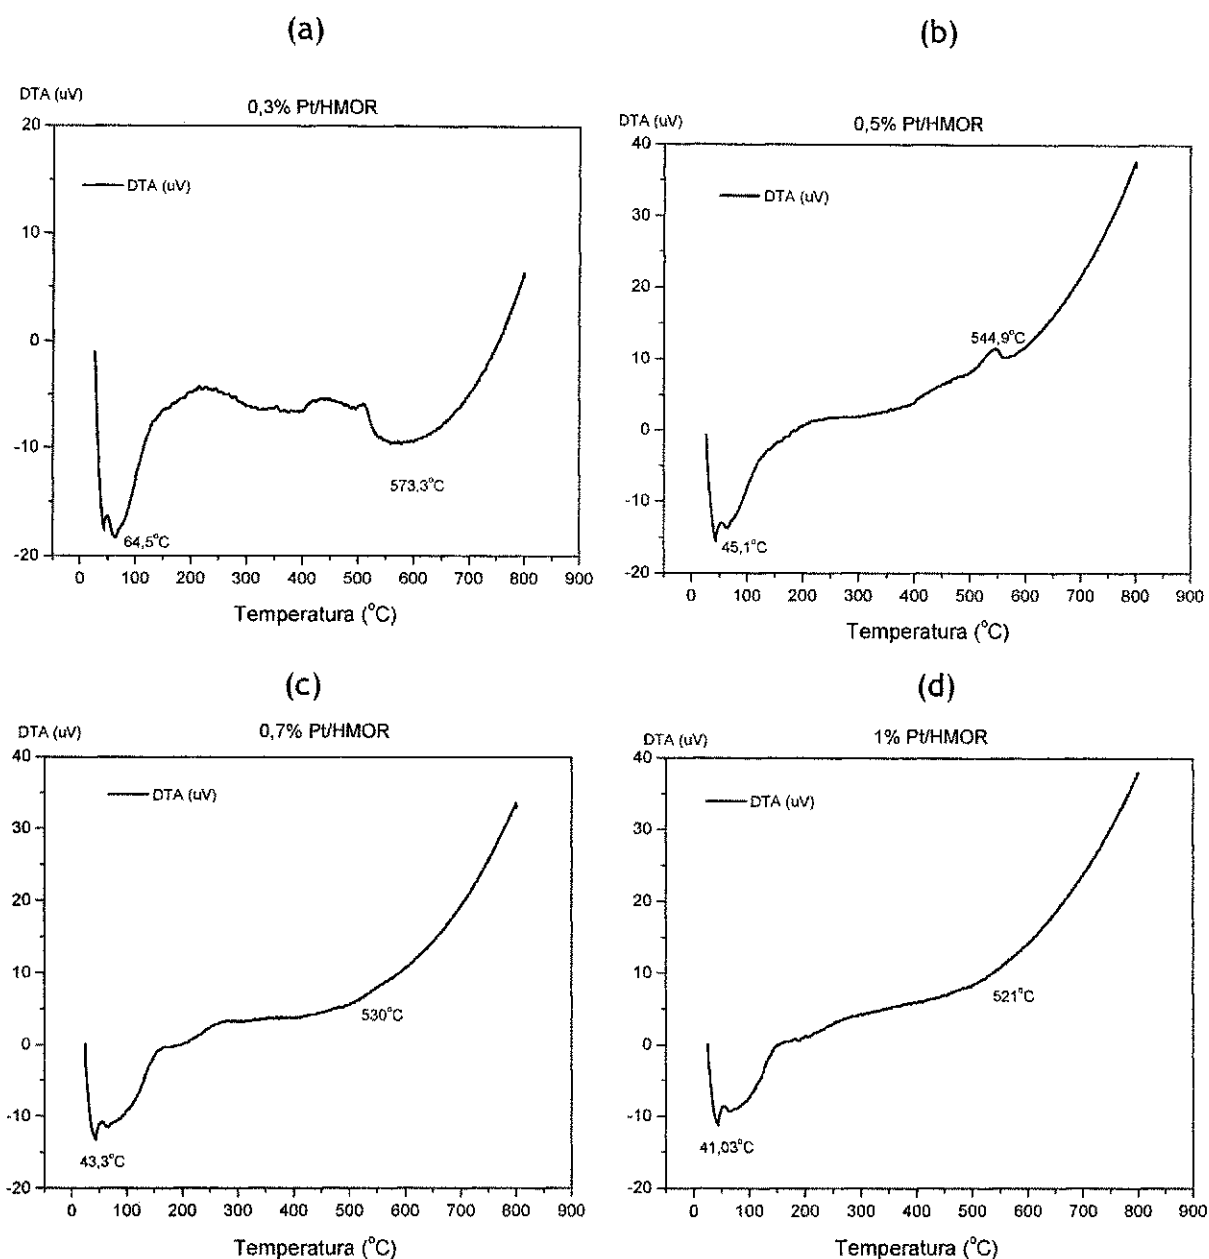 (a)
DTA (uV)
0,3% Pt/HMOR
20
DTA (uV)
10
0
-10
573,3°C
64,5°C
-20
0 100 200 300 400 500 600 700 800 900
Temperatura (°C)
(b)
DTA (uV)
0,5% Pt/HMOR
40
DTA (uV)
30
20
544,9°C
10
0
-10
45,1°C
-20
0 100 200 300 400 500 600 700 800 900
Temperatura (°C)
(c)
DTA (uV)
0,7% Pt/HMOR
40
DTA (uV)
30
20
10
530°C
0
-10
43,3°C
-20
0 100 200 300 400 500 600 700 800 900
Temperatura (°C)
(d)
DTA (uV)
1% Pt/HMOR
40
DTA (uV)
30
20
10
521°C
0
-10
41,03°C
-20
0 100 200 300 400 500 600 700 800 900
Temperatura (°C)